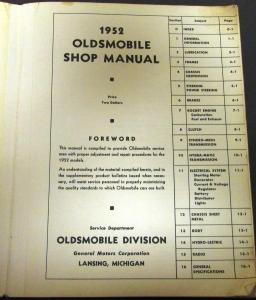 1952
OLDSMOBILE
SHOP MANUAL
Price
Two Dollars
FOREWORD
This manual is compiled to provide Oldsmobile service
men with proper adjustment and repair procedures for the
1952 models.
An understanding of the material compiled herein, and in
the supplementary product bulletins issued when neces-
sary, will assist service personnel in properly maintaining
the quality standards to which Oldsmobiles are built.
Service Department
OLDSMOBILE DIVISION
General Motors Corporation
LANSING, MICHIGAN
Section Subject Page
0 INDEX 0-1
1 GENERAL INFORMATION 1-1
2 LUBRICATION 2-1
3 FRAMES 3-1
4 CHASSIS SUSPENSION 4-1
5 STEERING POWER STEERING 5-1
6 BRAKES 6-1
7 ROCKET ENGINE 7-1
Carburetion
Fuel and Exhaust
8 CLUTCH 8-1
9 SYNCHRO-MESH TRANSMISSION 9-1
10 HYDRA-MATIC TRANSMISSION 10-1
11 ELECTRICAL SYSTEM 11-1
Starting Motor
Generator
Current & Voltage
Regulator
Battery
Distributor
Lights
12 CHASSIS SHEET METAL 12-1
13 BODY 13-1
14 HYDRO-LECTRIC 14-1
15 RADIO 15-1
16 GENERAL SPECIFICATIONS 16-1